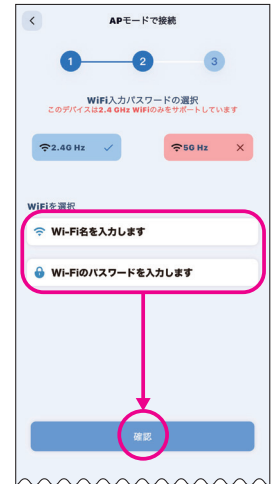 APモードで接続
1 2 3
WiFi入力パスワードの選択
このデバイスは2.4 GHz WiFiのみをサートしています
2.4G Hz
5G Hz
WiFiを選択
Wi-Fi名を入力します
Wi-Fiのパスワードを入力します
確認